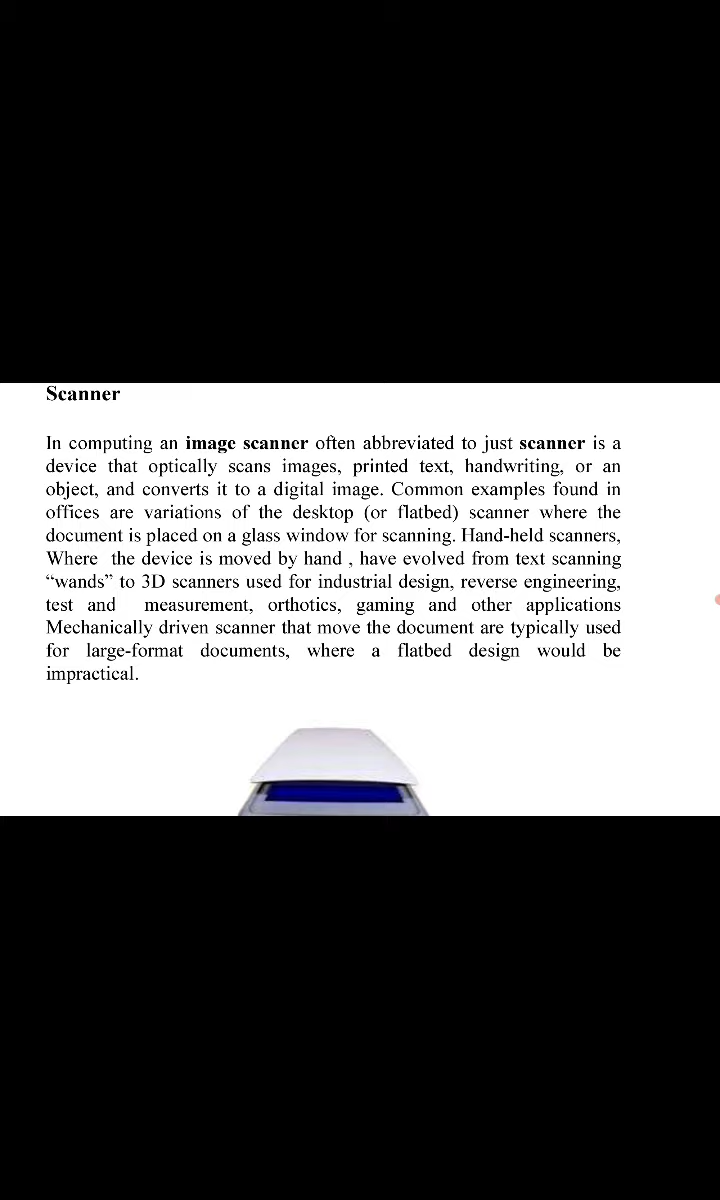 Scanner
In computing an image scanner often abbreviated to just scanner is a
device that optically scans images, printed text, handwriting, or an
object, and converts it to a digital image. Common examples found in
offices are variations of the desktop (or flatbed) scanner where the
document is placed on a glass window for scanning. Hand-held scanners,
Where the device is moved by hand , have evolved from text scanning
“wands” to 3D scanners used for industrial design, reverse engineering,
test and measurement, orthotics, gaming and other applications
Mechanically driven scanner that move the document are typically used
for large-format documents, where a flatbed design would be
impractical.